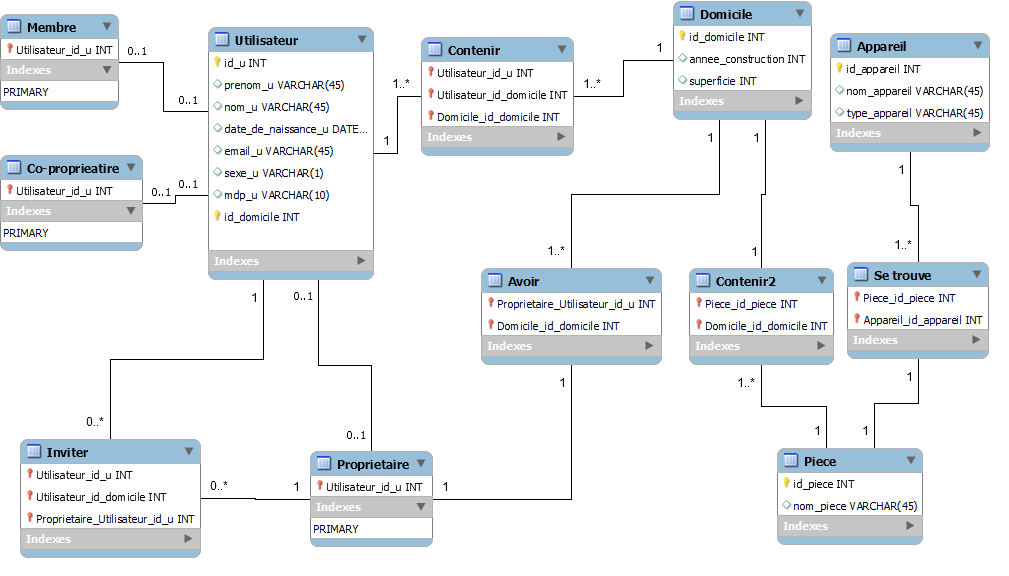 Membre
Utilisateur_id_u INT
Indexes
PRIMARY
0..1
0..1
Co-proprieatire
Utilisateur_id_u INT
Indexes
PRIMARY
0..1
0..1
Utilisateur
id_u INT
prenom_u VARCHAR(45)
nom_u VARCHAR(45)
date_de_naissance_u DATE...
email_u VARCHAR(45)
sexe_u VARCHAR(1)
mdp_u VARCHAR(10)
id_domicile INT
Indexes
1
1..*
Contenir
Utilisateur_id_u INT
Utilisateur_id_domicile INT
Domicile_id_domicile INT
Indexes
1..*
1
Domicile
id_domicile INT
annee_construction INT
superficie INT
Indexes
1
1
Appareil
id_appareil INT
nom_appareil VARCHAR(45)
type_appareil VARCHAR(45)
Indexes
1
1
0..1
1..*
1
1..*
Avoir
Proprietaire_Utilisateur_id_u INT
Domicile_id_domicile INT
Indexes
1
Contenir2
Piece_id_piece INT
Domicile_id_domicile INT
Indexes
1..*
Se trouve
Piece_id_piece INT
Appareil_id_appareil INT
Indexes
1
0..*
0..1
1
1
Inviter
Utilisateur_id_u INT
Utilisateur_id_domicile INT
Proprietaire_Utilisateur_id_u INT
Indexes
0..*
1
Proprietaire
Utilisateur_id_u INT
Indexes
PRIMARY
1
Piece
id_piece INT
nom_piece VARCHAR(45)
Indexes